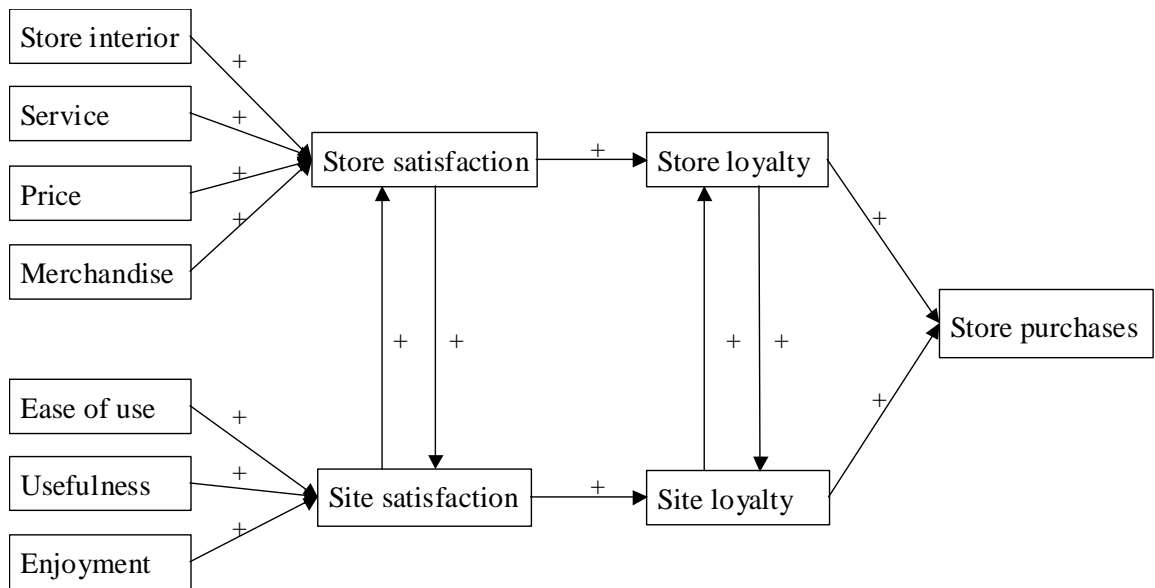 Store interior
+
Service
+
Store satisfaction
+
Store loyalty
+
Price
+
+
Merchandise
Store purchases
+
+
+
+
Ease of use
+
+
Usefulness
+
Site satisfaction
+
Site loyalty
+
Enjoyment